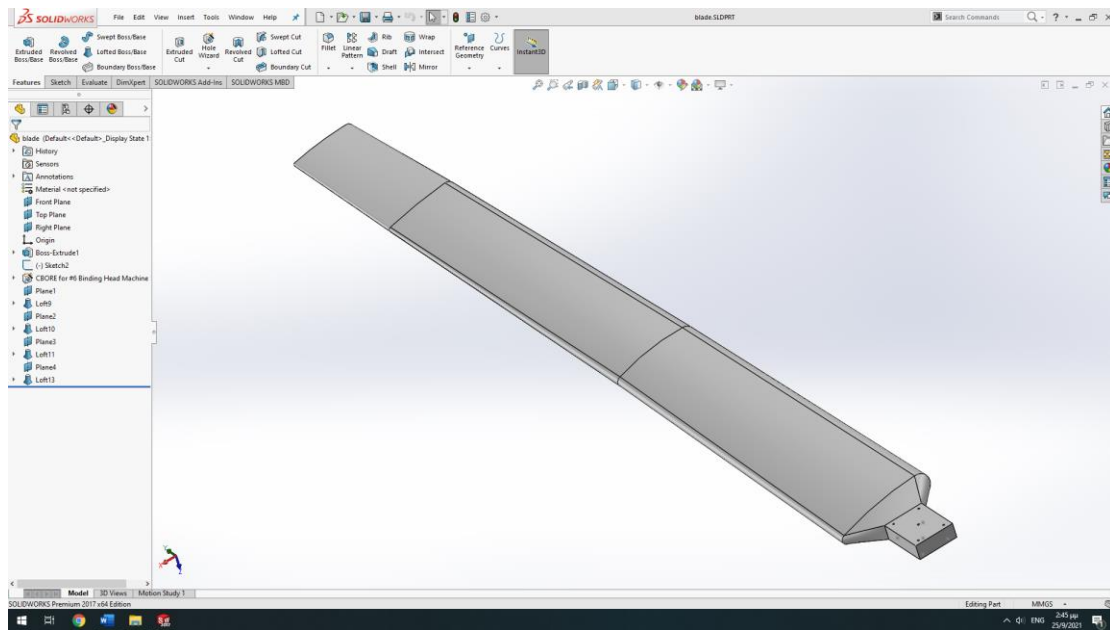 SOLIDWORKS File Edit View Insert Tools Window Help blade.SLDPRT Search Commands
Extruded Boss/Base Revolved Boss/Base Swept Boss/Base Lofted Boss/Base Boundary Boss/Base Extruded Cut Hole Wizard Revolved Cut Swept Cut Lofted Cut Boundary Cut Fillet Linear Pattern Rib Draft Shell Wrap Intersect Mirror Reference Geometry Curves Instant3D
Features Sketch Evaluate DimXpert SOLIDWORKS Add-Ins SOLIDWORKS MBD
blade (Default<<Default>_Display State 1
History
Sensors
Annotations
Material <not specified>
Front Plane
Top Plane
Right Plane
Origin
Boss-Extrude1
(-) Sketch2
CBORE for #6 Binding Head Machine
Plane1
Loft9
Plane2
Loft10
Plane3
Loft11
Plane4
Loft13
Model 3D Views Motion Study 1
SOLIDWORKS Premium 2017 x64 Edition Editing Part MMGS
ENG 2:45 μμ
25/9/2021